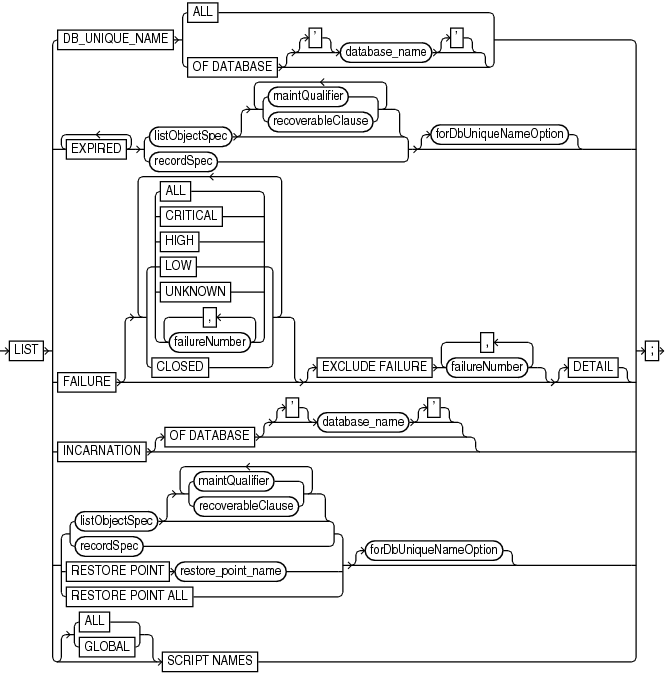 ALL
DB_UNIQUE_NAME
' database_name '
OF DATABASE
maintQualifier
recoverableClause
listObjectSpec
forDbUniqueNameOption
EXPIRED
recordSpec
ALL
CRITICAL
HIGH
LOW
UNKNOWN
,
failureNumber
CLOSED
LIST
,
;
EXCLUDE FAILURE failureNumber DETAIL
FAILURE
' database_name '
OF DATABASE
INCARNATION
maintQualifier
recoverableClause
listObjectSpec
recordSpec
forDbUniqueNameOption
RESTORE POINT restore_point_name
RESTORE POINT ALL
ALL
GLOBAL
SCRIPT NAMES